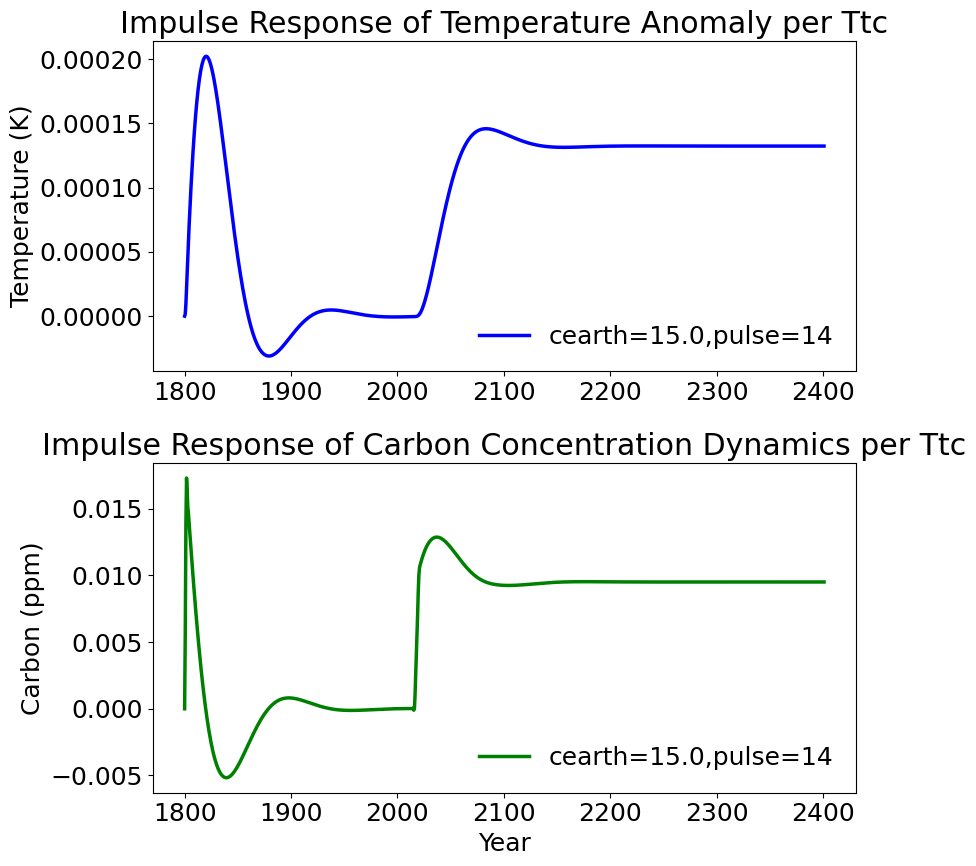 Impulse Response of Temperature Anomaly per Ttc
0.00020
0.00015
0.00010
0.00005
0.00000
Temperature (K)
cearth=15.0,pulse=14
1800 1900 2000 2100 2200 2300 2400
Impulse Response of Carbon Concentration Dynamics per Ttc
0.015
0.010
0.005
0.000
−0.005
Carbon (ppm)
cearth=15.0,pulse=14
1800 1900 2000 2100 2200 2300 2400
Year